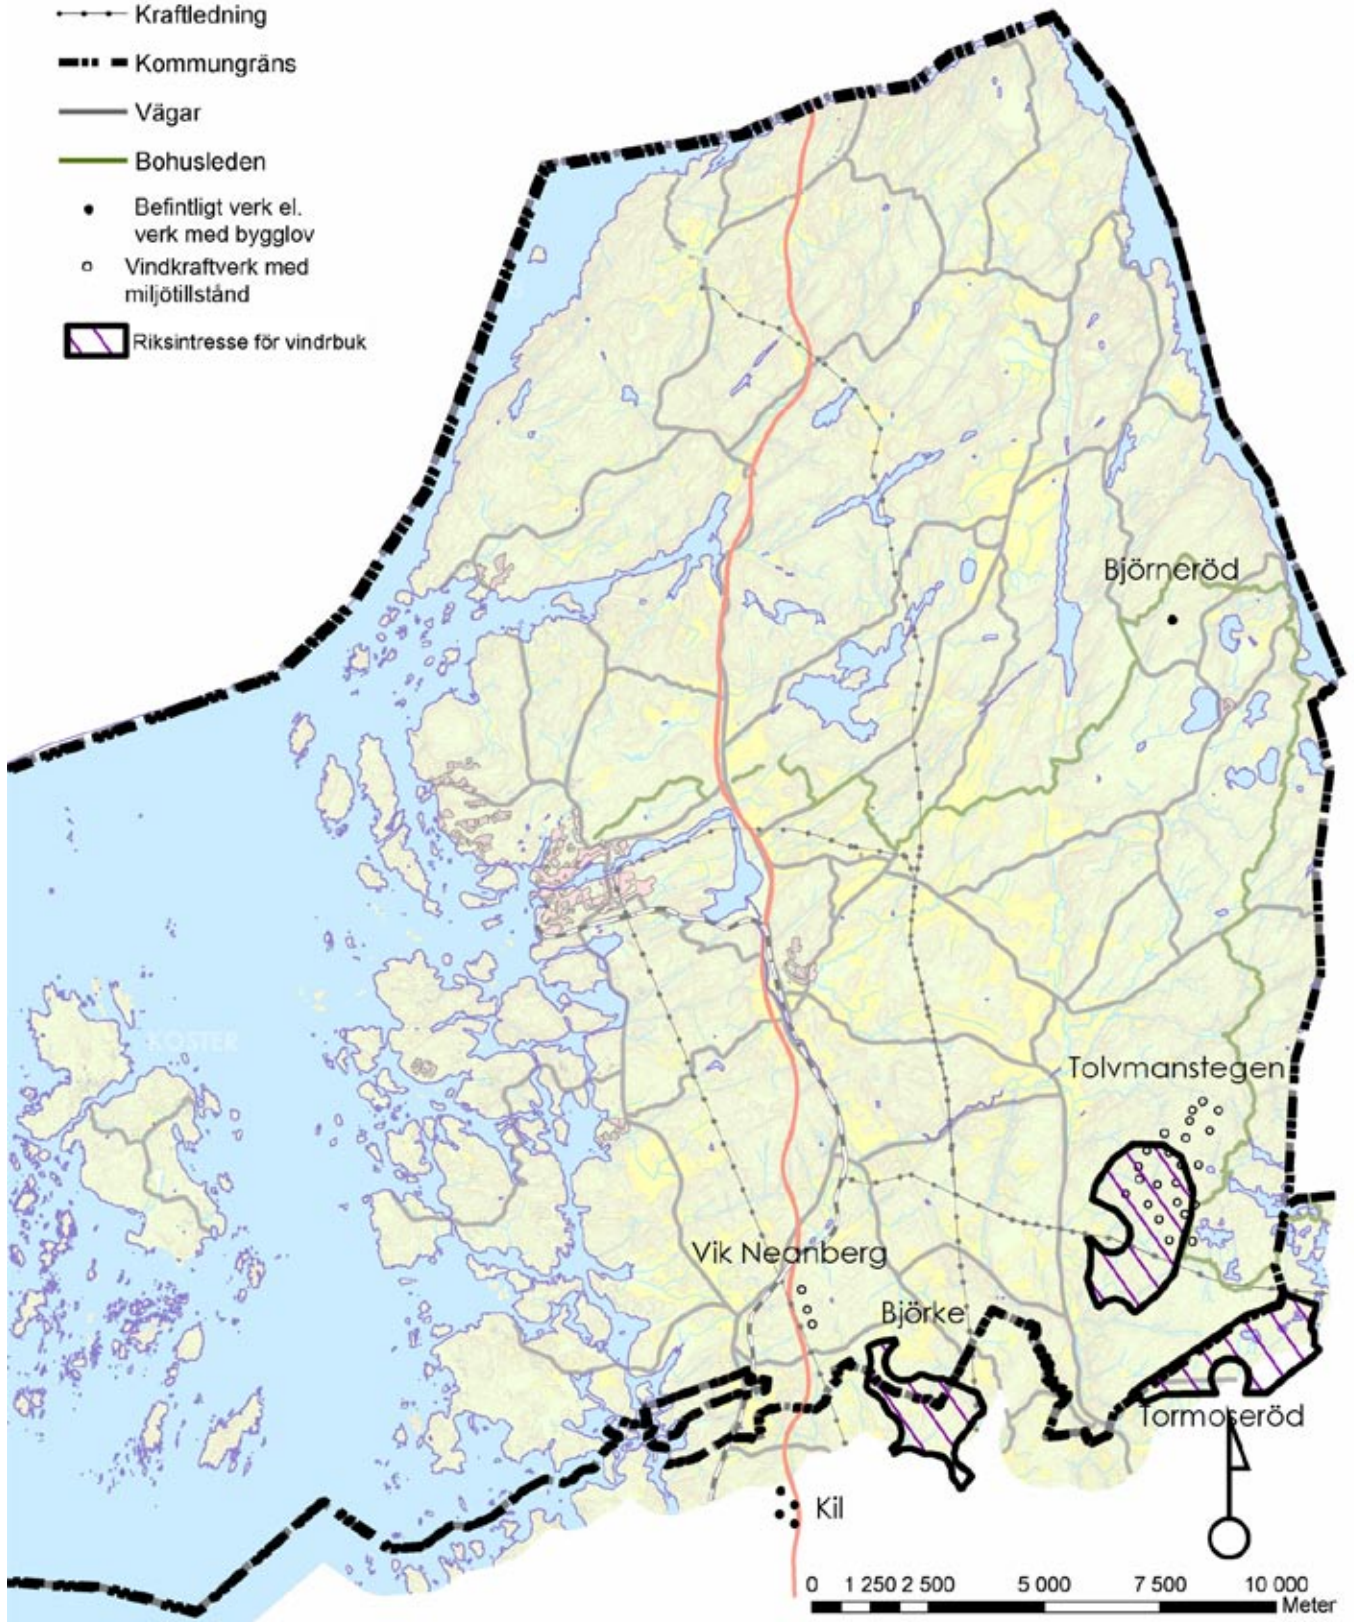 Kraftledning
Kommungräns
Vägar
Bohusleden
Befintligt verk el.
verk med bygglov
Vindkraftverk med
miljötillstånd
Riksintresse för vindrbuk
Björneröd
KOSTER
Tolvmanstegen
Vik Neanberg
Björke
Tormoseröd
Kil
0 1 250 2 500 5 000 7 500 10 000
Meter